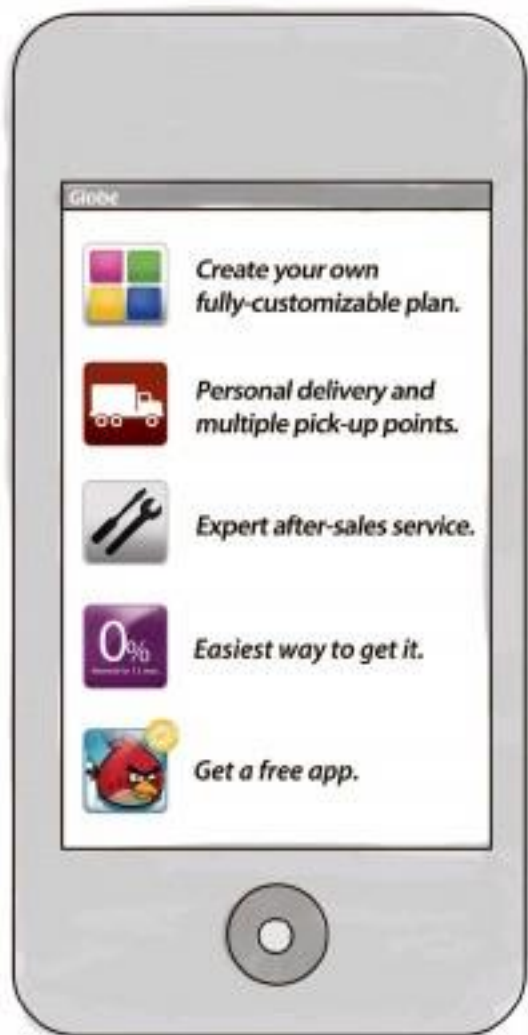 Globe
Create your own
fully-customizable plan.
Personal delivery and
multiple pick-up points.
Expert after-sales service.
0%
Easiest way to get it.
Get a free app.